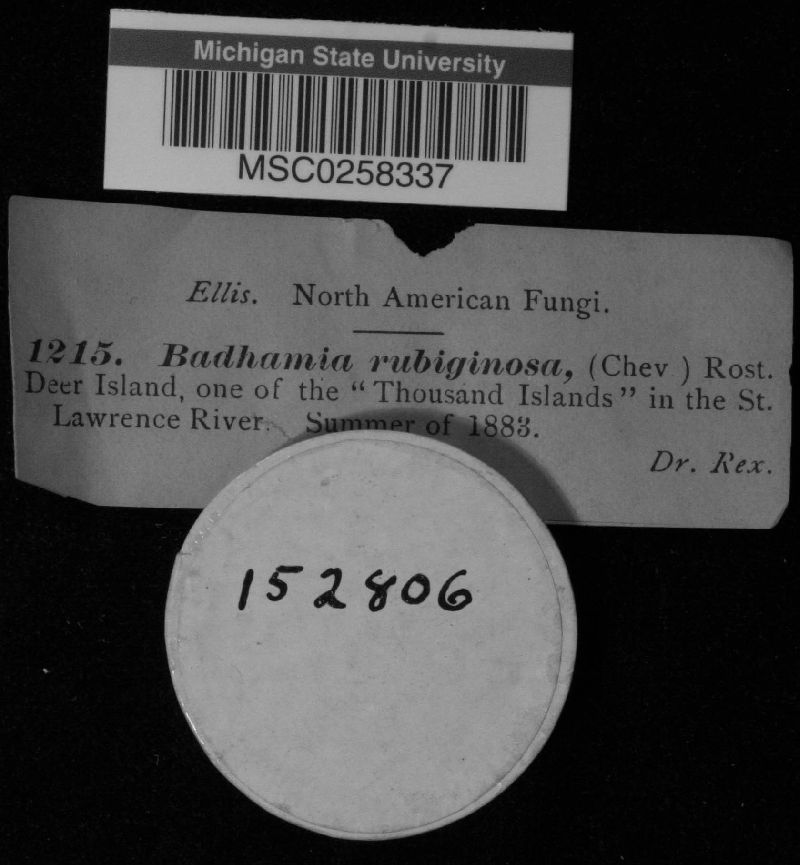 Michigan State University
MSC0258337
Ellis. North American Fungi.
1215. Badhamia rubiginosa, (Chev ) Rost.
Deer Island, one of the “Thousand Islands” in the St.
Lawrence River. Summer of 1883.
Dr. Rex.
152806